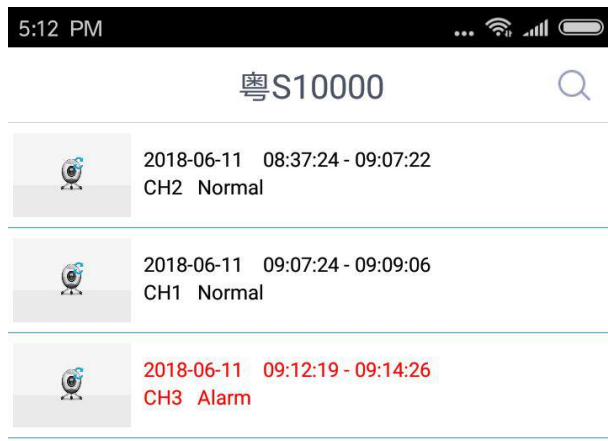 5:12 PM
粤S10000
2018-06-11 08:37:24 - 09:07:22
CH2 Normal
2018-06-11 09:07:24 - 09:09:06
CH1 Normal
2018-06-11 09:12:19 - 09:14:26
CH3 Alarm